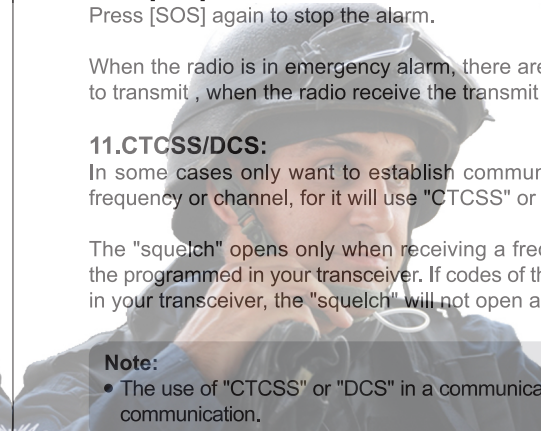 Press [SOS] again to stop the alarm.
When the radio is in emergency alarm, there are
to transmit , when the radio receive the transmit
11.CTCSS/DCS:
In some cases only want to establish commun
frequency or channel, for it will use "CTCSS" or
The "squelch" opens only when receiving a fre
the programmed in your transceiver. If codes of th
in your transceiver, the "squelch" will not open a
Note:
• The use of "CTCSS" or "DCS" in a communica
communication.